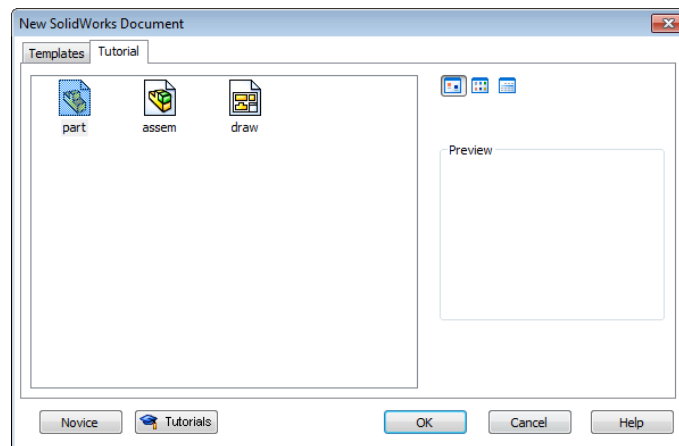 New SolidWorks Document
Templates Tutorial
part assem draw
Preview
Novice Tutorials OK Cancel Help